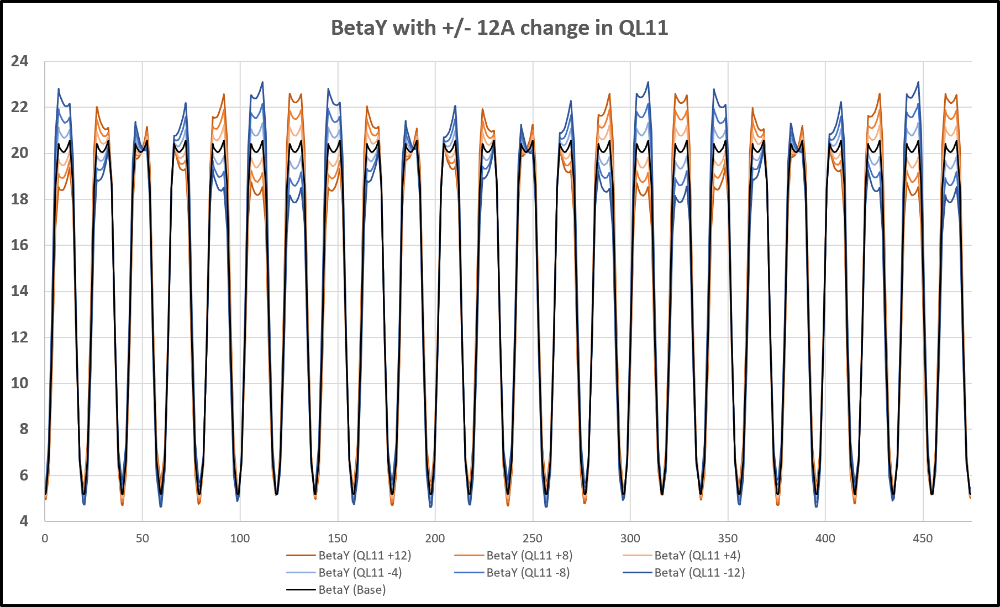 BetaY with +/- 12A change in QL11
24
22
20
18
16
14
12
10
8
6
4
0 50 100 150 200 250 300 350 400 450
BetaY (QL11 +12) BetaY (QL11 +8) BetaY (QL11 +4)
BetaY (QL11 -4) BetaY (QL11 -8) BetaY (QL11 -12)
BetaY (Base)